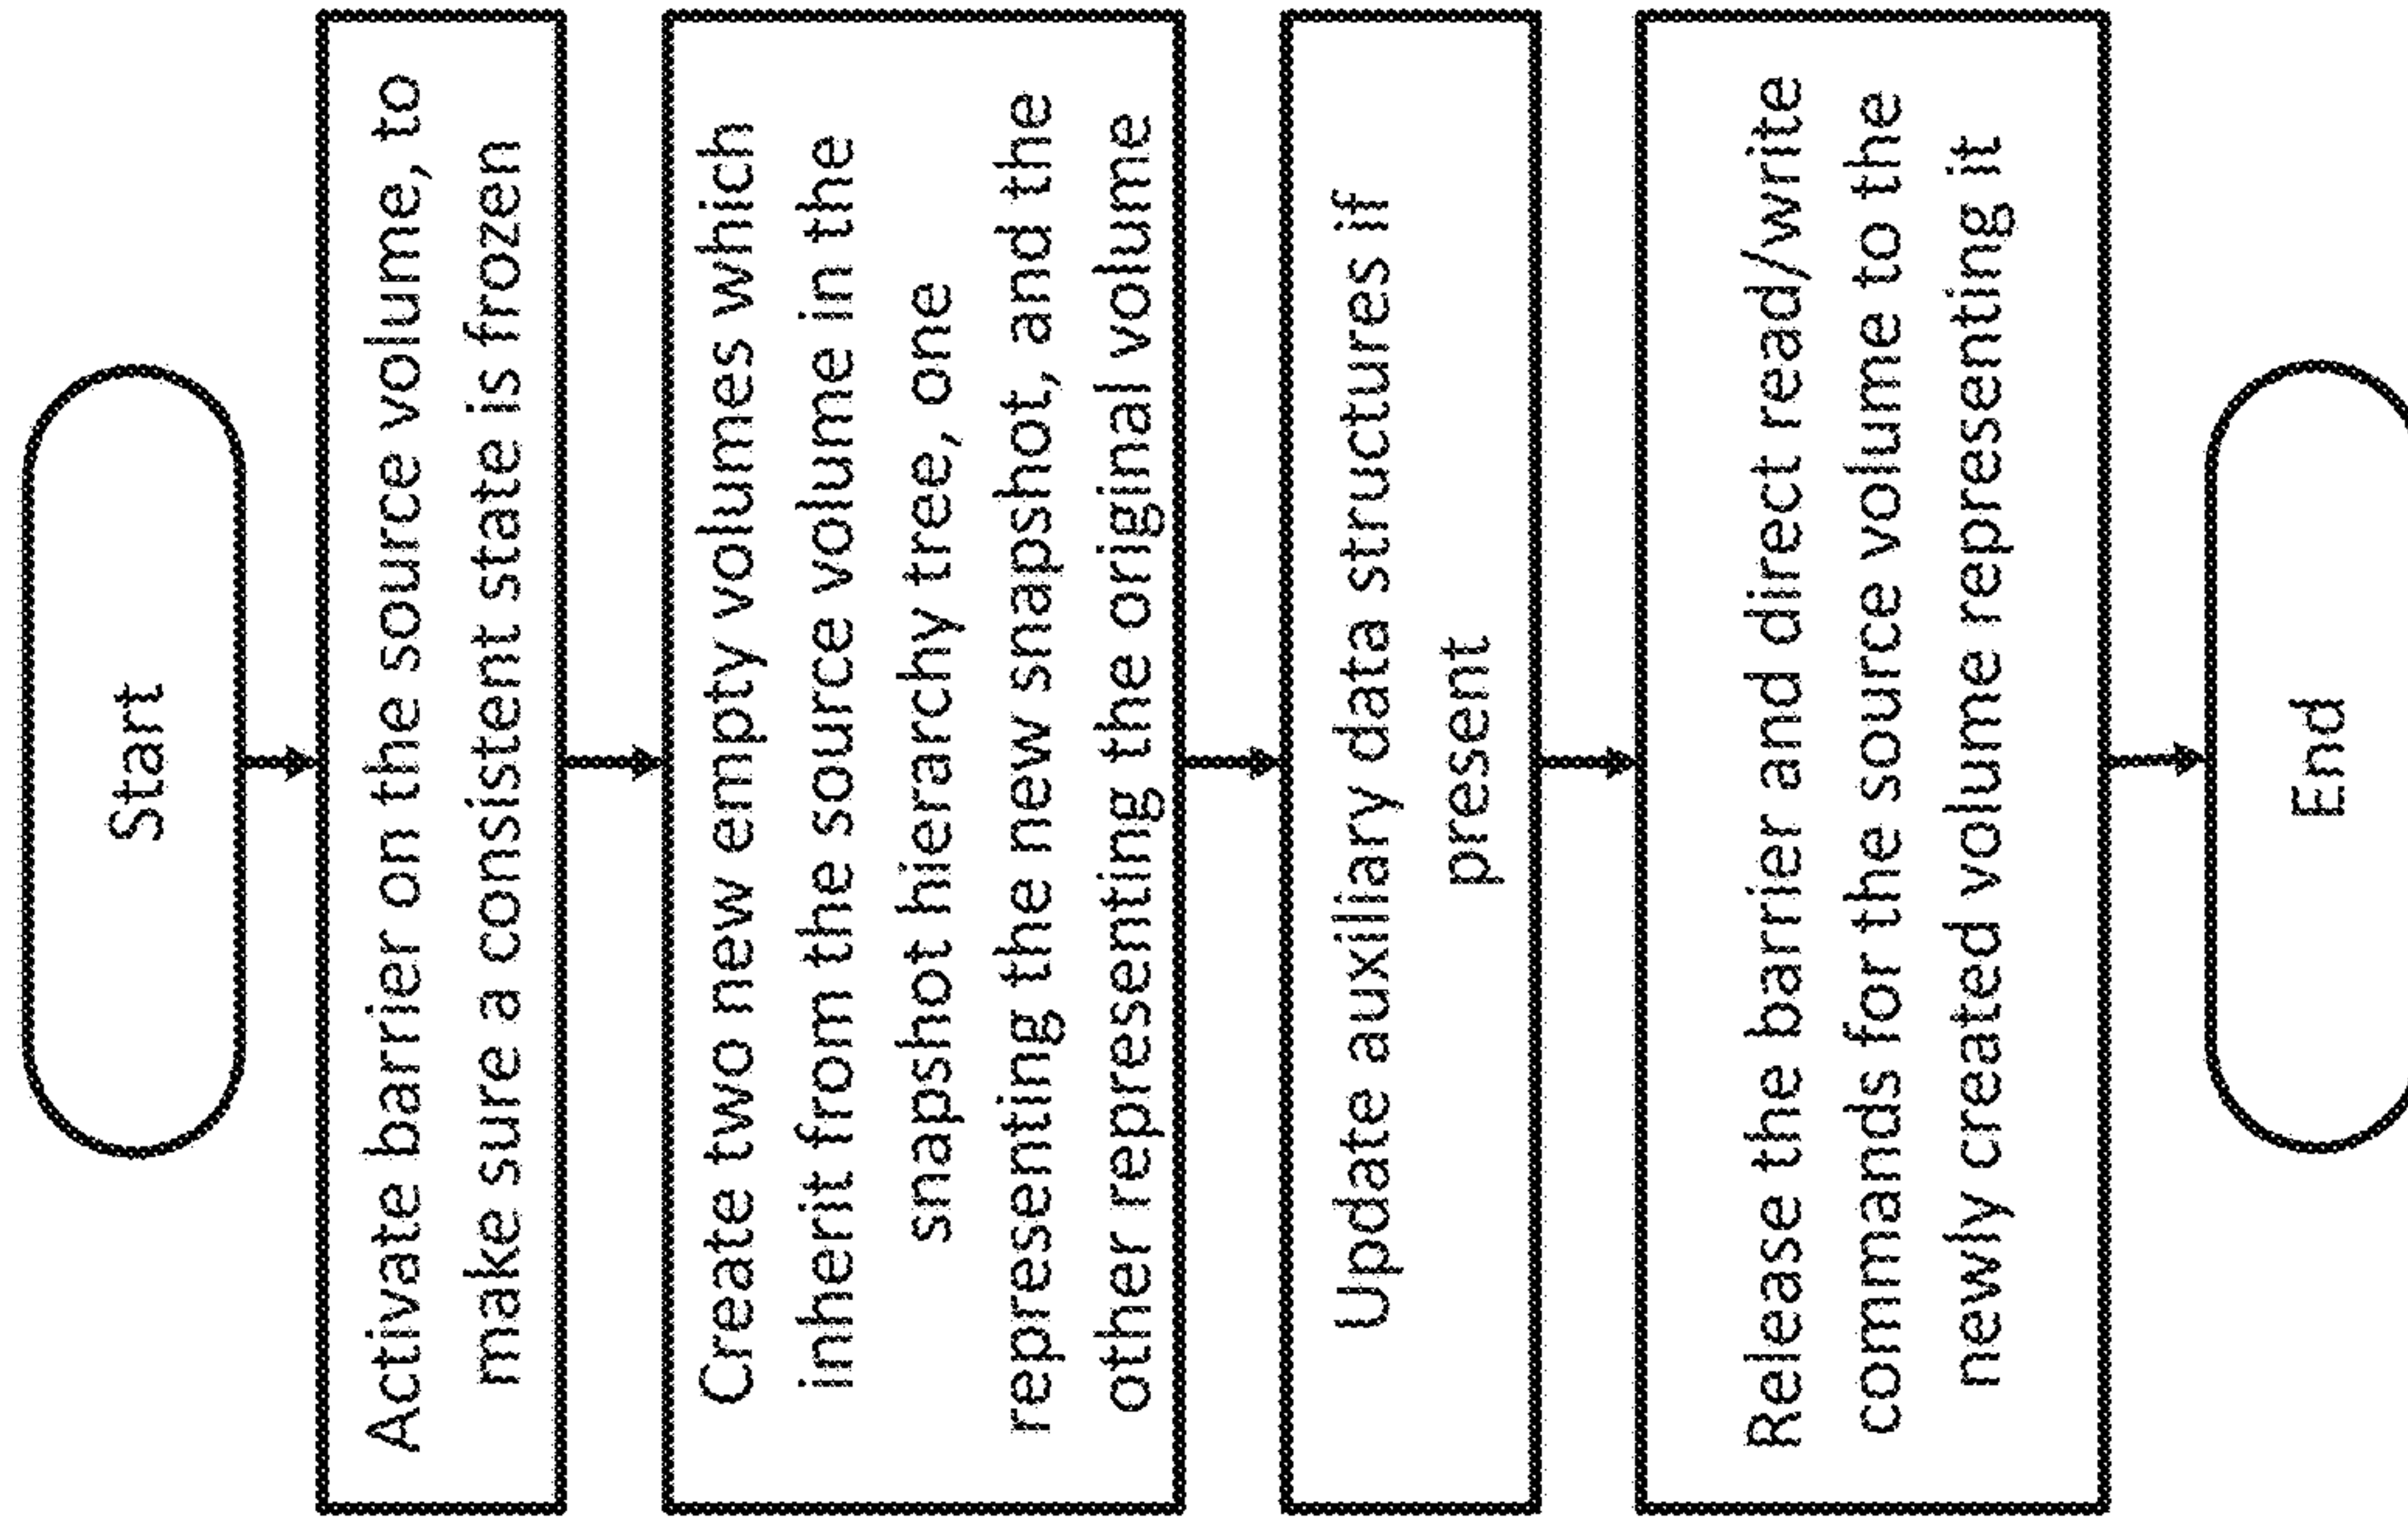 Start
Activate barrier on the source volume, to
make sure a consistent state is frozen
Create two new empty volumes which
inherit from the source volume in the
snapshot hierarchy tree, one
representing the new snapshot, and the
other representing the original volume
Update auxiliary data structures if
present
Release the barrier and direct read/write
commands for the source volume to the
newly created volume representing it
End